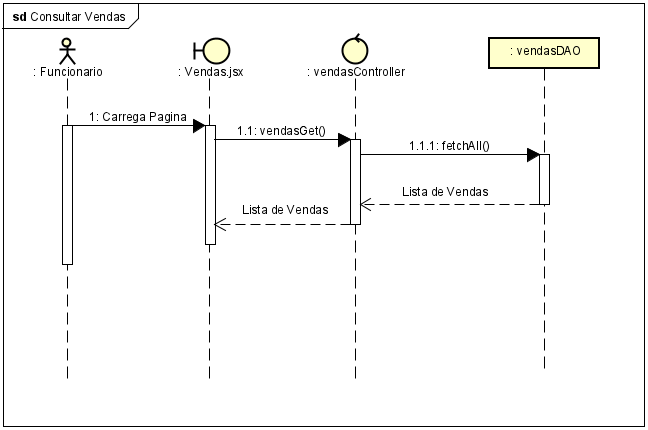 sd Consultar Vendas
: Funcionario
: Vendas.jsx
: vendasController
: vendasDAO
1: Carrega Pagina
1.1: vendasGet()
1.1.1: fetchAll()
Lista de Vendas
Lista de Vendas